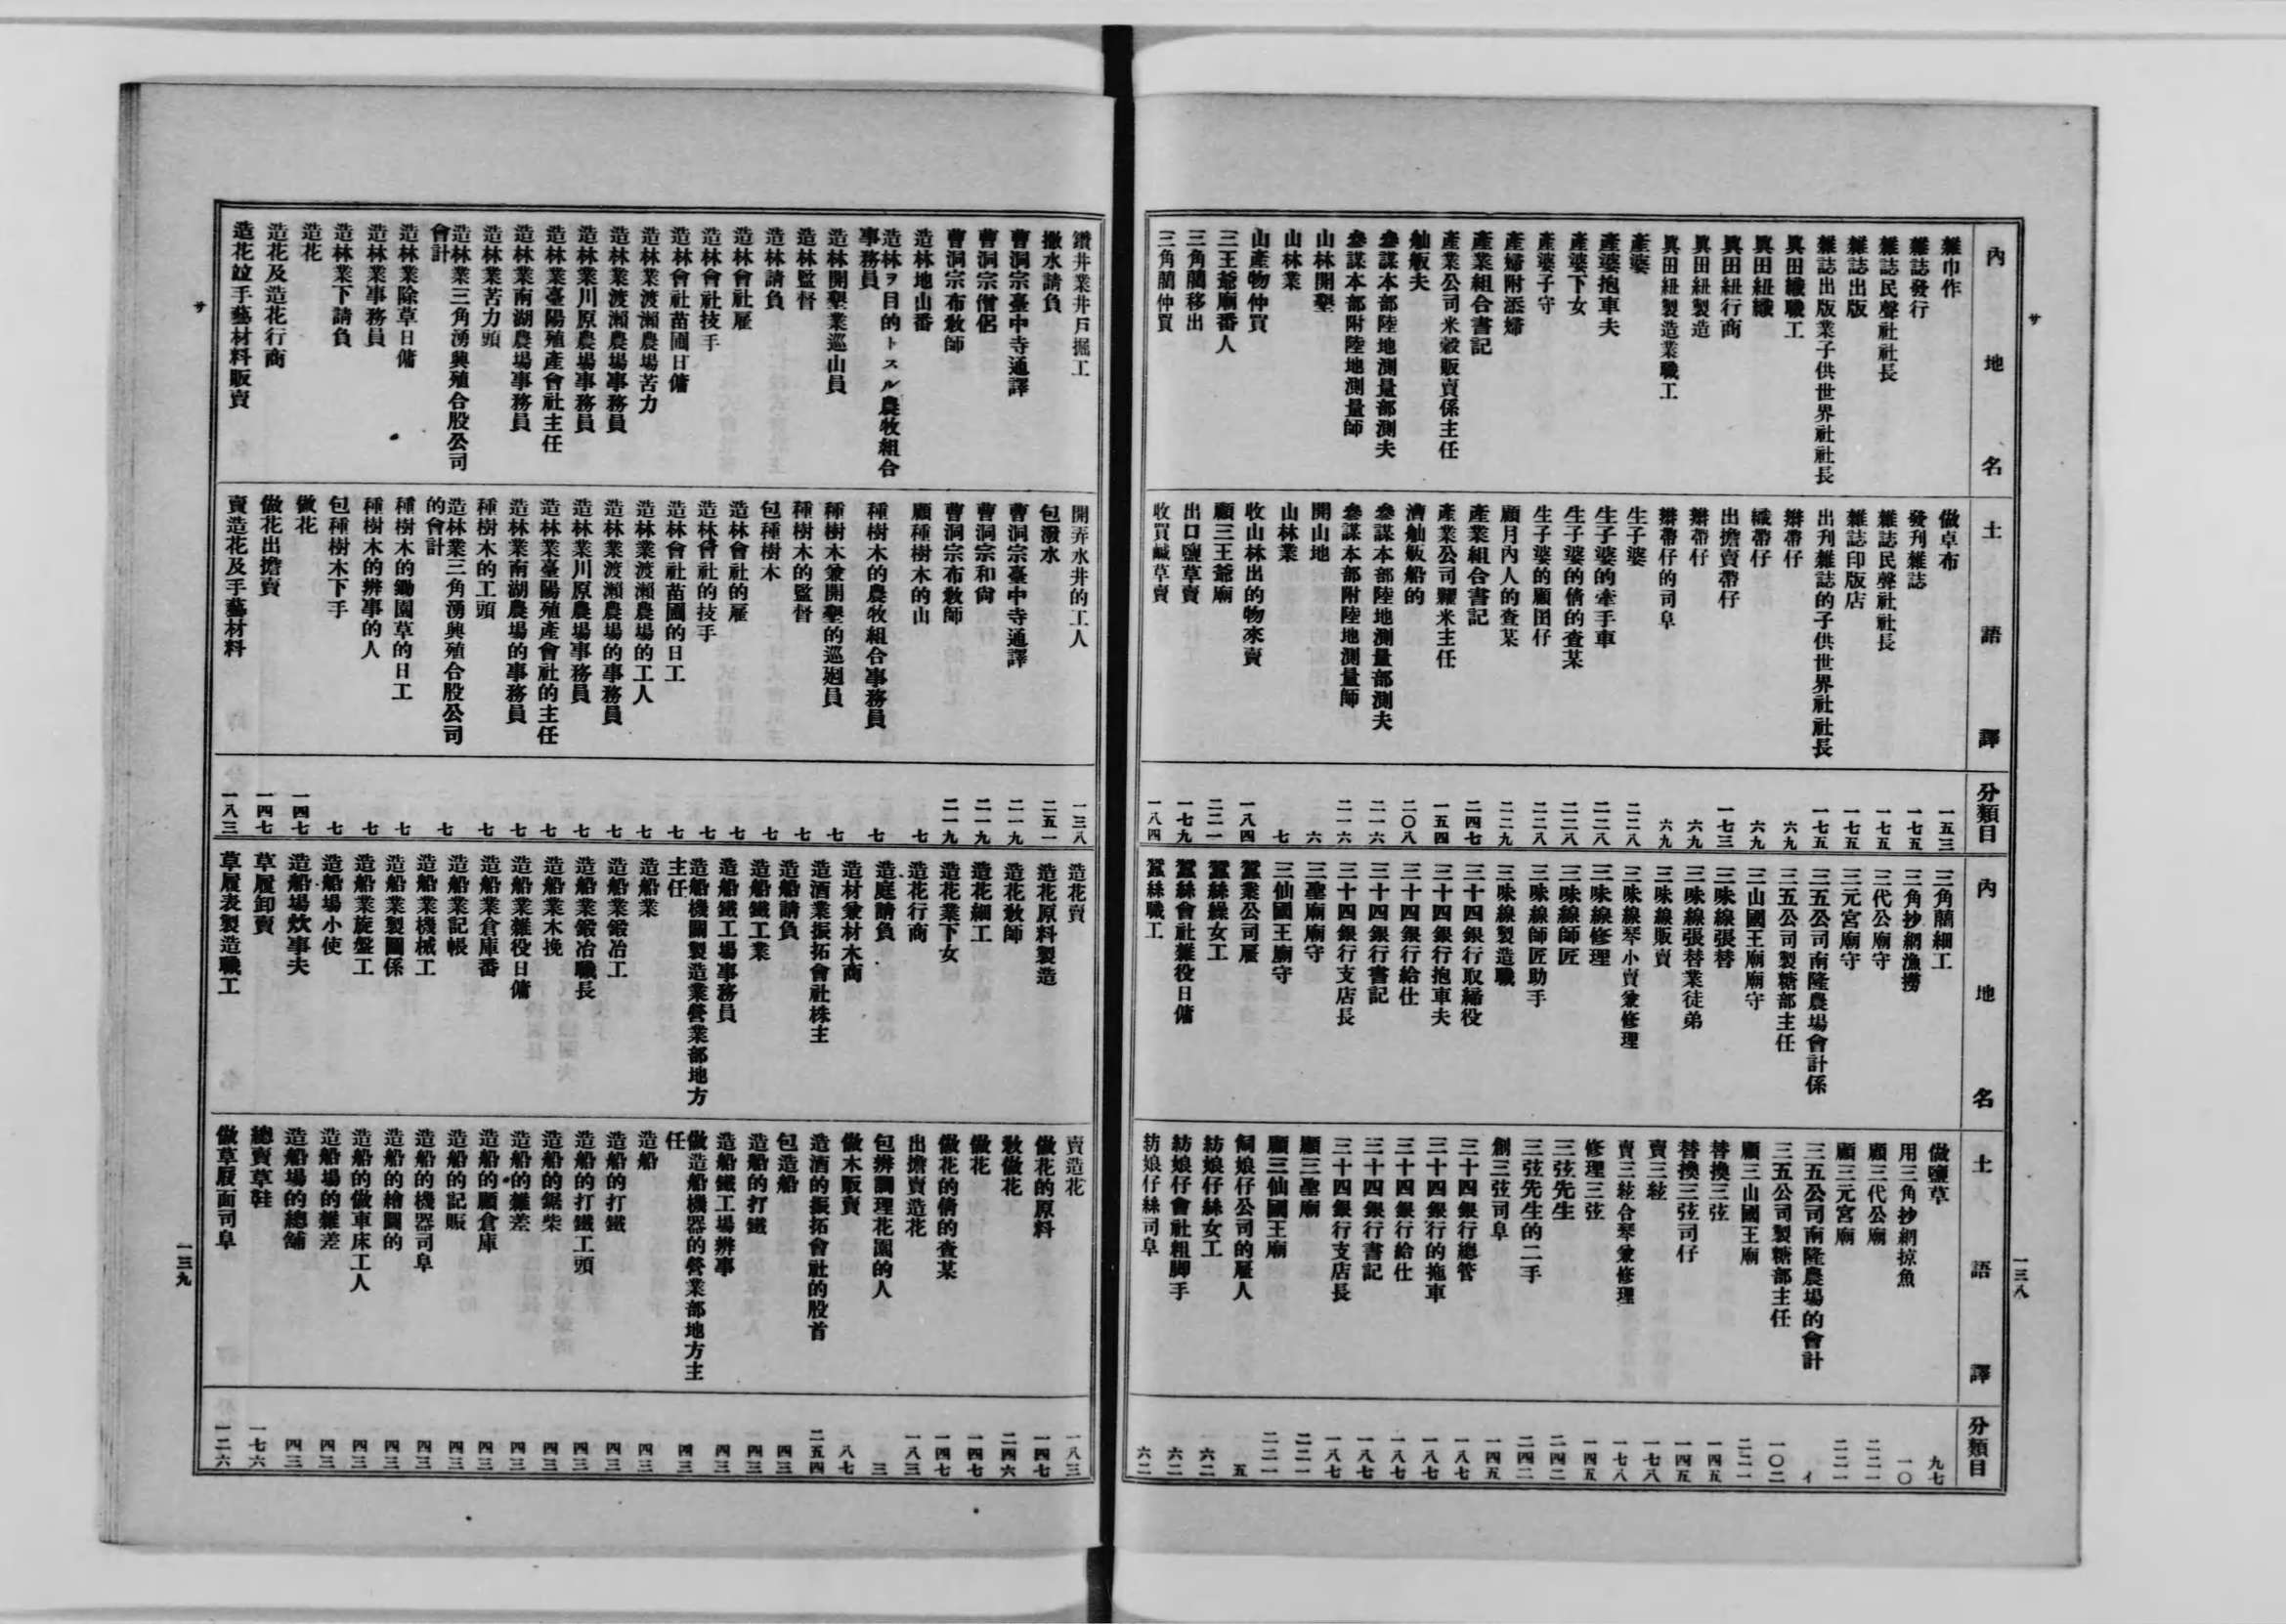 サ
一三八
內地名 土語譯 分類目
雜巾作 做卓布 一五三
雜誌發行 發刊雜誌 一七五
雜誌民聲社社長 雜誌民聲社社長 一七五
雜誌出版 雜誌印版店 一七五
雜誌出版業子供世界社社長 出刊雜誌的子供世界社社長 一七五
眞田織職工 辮帶仔 六九
眞田紐織 織帶仔 六九
眞田紐行商 出擔賣帶仔 一七三
眞田紐製造 辮帶仔 六九
眞田紐製造業職工 辮帶仔的司阜 六九
產婆 生子婆 二二八
產婆抱車夫 生子婆的牽手車 二二八
產婆下女 生子婆的倩的查某 二二八
產婆子守 生子婆的顧囝仔 二二八
產婦附添婦 顧月內人的查某 二二九
產業組合書記 產業組合書記 二四七
產業公司米穀販賣係主任 產業公司糶米主任 一五四
舢舨夫 漕舢舨船的 二〇八
參謀本部陸地測量部測夫 參謀本部陸地測量部測夫 二一六
參謀本部附陸地測量師 參謀本部附陸地測量師 二一六
山林開墾 開山地 六
山林業 山林業 七
山產物仲買 收山林出的物來賣 一八四
三王爺廟番人 顧三王爺廟 二二一
三角藺移出 出口鹽草賣 一七九
三角藺仲買 收買鹹草賣 一八四
內地名 土語譯 分類目
三角藺細工 做鹽草 九七
三角抄網漁撈 用三角抄網掠魚 一〇
三代公廟守 顧三代公廟 二二一
三元宮廟守 顧三元宮廟 二二一
三五公司南隆農場會計係 三五公司南隆農場的會計 イ
三五公司製糖部主任 三五公司製糖部主任 一〇二
三山國王廟廟守 顧三山國王廟 二二一
三味線張替 替換三弦 一四五
三味線張替業徒弟 替換三弦司仔 一四五
三味線販賣 賣三絃 一七八
三味線琴小賣兼修理 賣三絃合琴兼修理 一七八
三味線修理 修理三弦 一四五
三味線師匠 三弦先生 二四二
三味線師匠助手 三弦先生的二手 二四二
三味線製造職 創三弦司阜 一四五
三十四銀行取締役 三十四銀行總管 一八七
三十四銀行抱車夫 三十四銀行的拖車 一八七
三十四銀行給仕 三十四銀行給仕 一八七
三十四銀行書記 三十四銀行書記 一八七
三十四銀行支店長 三十四銀行支店長 一八七
三聖廟廟守 顧三聖廟 二二一
三仙國王廟守 顧三仙國王廟 二二一
蠶業公司雇 飼娘仔公司的雇人 五
蠶絲繰女工 紡娘仔絲女工 六二
蠶絲會社雜役日傭 紡娘仔會社粗脚手 六二
蠶絲職工 紡娘仔絲司阜 六二
サ
一三九
鑽井業井戶掘工 開弄水井的工人 一三八
撒水請負 包潑水 二五一
曹洞宗臺中寺通譯 曹洞宗臺中寺通譯 二一九
曹洞宗僧侶 曹洞宗和尙 二一九
曹洞宗布教師 曹洞宗布教師 二一九
造林地山番 顧種樹木的山 七
造林ヲ目的トスル農牧組合事務員 種樹木的農牧組合事務員 七
造林開墾業巡山員 種樹木兼開墾的巡廻員 七
造林監督 種樹木的監督 七
造林請負 包種樹木 七
造林會社雇 造林會社的雇 七
造林會社技手 造林會社的技手 七
造林會社苗圃日傭 造林會社苗圃的日工 七
造林業渡瀨農場苦力 造林業渡瀨農場的工人 七
造林業渡瀨農場事務員 造林業渡瀨農場的事務員 七
造林業川原農場事務員 造林業川原農場事務員 七
造林業臺陽殖產會社主任 造林業臺陽殖產會社的主任 七
造林業南湖農場事務員 造林業南湖農場的事務員 七
造林業苦力頭 種樹木的工頭 七
造林業三角湧興殖合股公司會計 造林業三角湧興殖合股公司的會計 七
造林業除草日傭 種樹木的鋤園草的日工 七
造林業事務員 種樹木的辨事的人 七
造林業下請負 包種樹木下手 七
造花 做花 一四七
造花及造花行商 做花出擔賣 一四七
造花竝手藝材料販賣 賣造花及手藝材料 一八三
造花賣 賣造花 一八三
造花原料製造 做花的原料 一四七
造花教師 教做花 二四六
造花細工 做花 一四七
造花業下女 做花的倩的查某 一四七
造花行商 出擔賣造花 一八三
造庭請負 包辨調理花園的人 三
造材兼材木商 做木販賣 八七
造酒業振拓會社株主 造酒的振拓會社的股首 二五四
造船請負 包造船 四三
造船鐵工業 造船的打鐵 四三
造船鐵工場事務員 造船鐵工場辨事 四三
造船機關製造業營業部地方主任 做造船機器的營業部地方主任 四三
造船業 造船 四三
造船業鍛冶工 造船的打鐵 四三
造船業鍛冶職長 造船的打鐵工頭 四三
造船業木挽 造船的鋸柴 四三
造船業雜役日傭 造船的雜差 四三
造船業倉庫番 造船的顧倉庫 四三
造船業記帳 造船的記賬 四三
造船業機械工 造船的機器司阜 四三
造船業製圖係 造船的繪圖的 四三
造船業旋盤工 造船的做車床工人 四三
造船場小使 造船場的雜差 四三
造船場炊事夫 造船場的總舖 四三
草履卸賣 總賣草鞋 一七六
草履表製造職工 做草屐面司阜 一二六